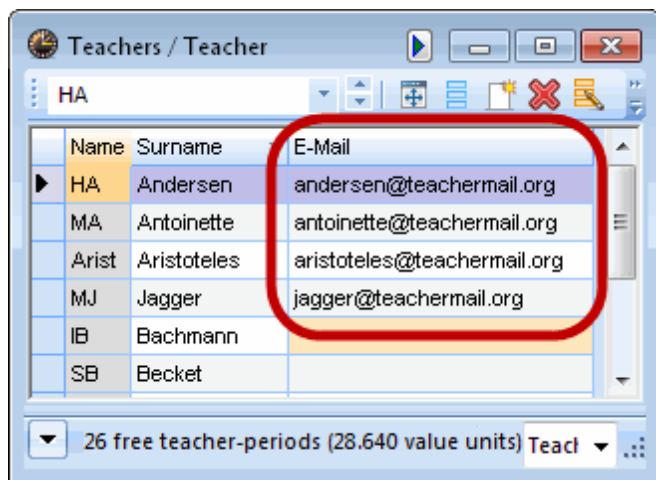 Teachers / Teacher
HA
Name Surname E-Mail
HA Andersen andersen@teachermail.org
MA Antoinette antoinette@teachermail.org
Arist Aristoteles aristoteles@teachermail.org
MJ Jagger jagger@teachermail.org
IB Bachmann
SB Becket
26 free teacher-periods (28.640 value units) Teach